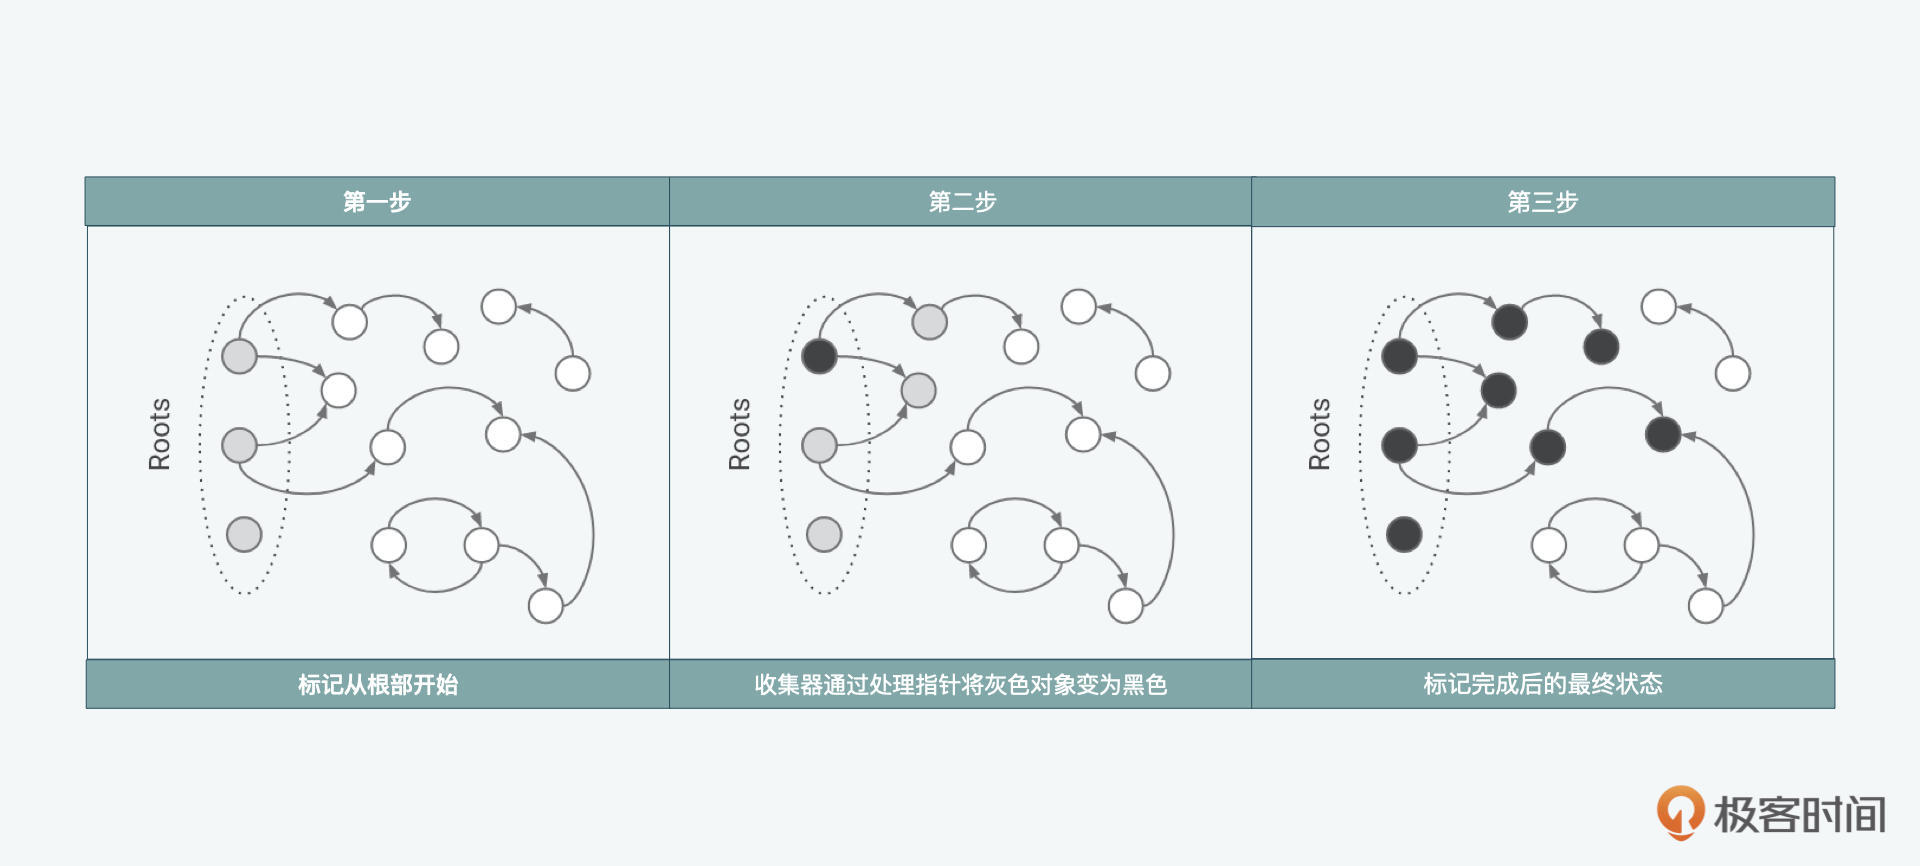 第一步
第二步
第三步
Roots
Roots
Roots
标记从根部开始
收集器通过处理指针将灰色对象变为黑色
标记完成后的最终状态
极客时间